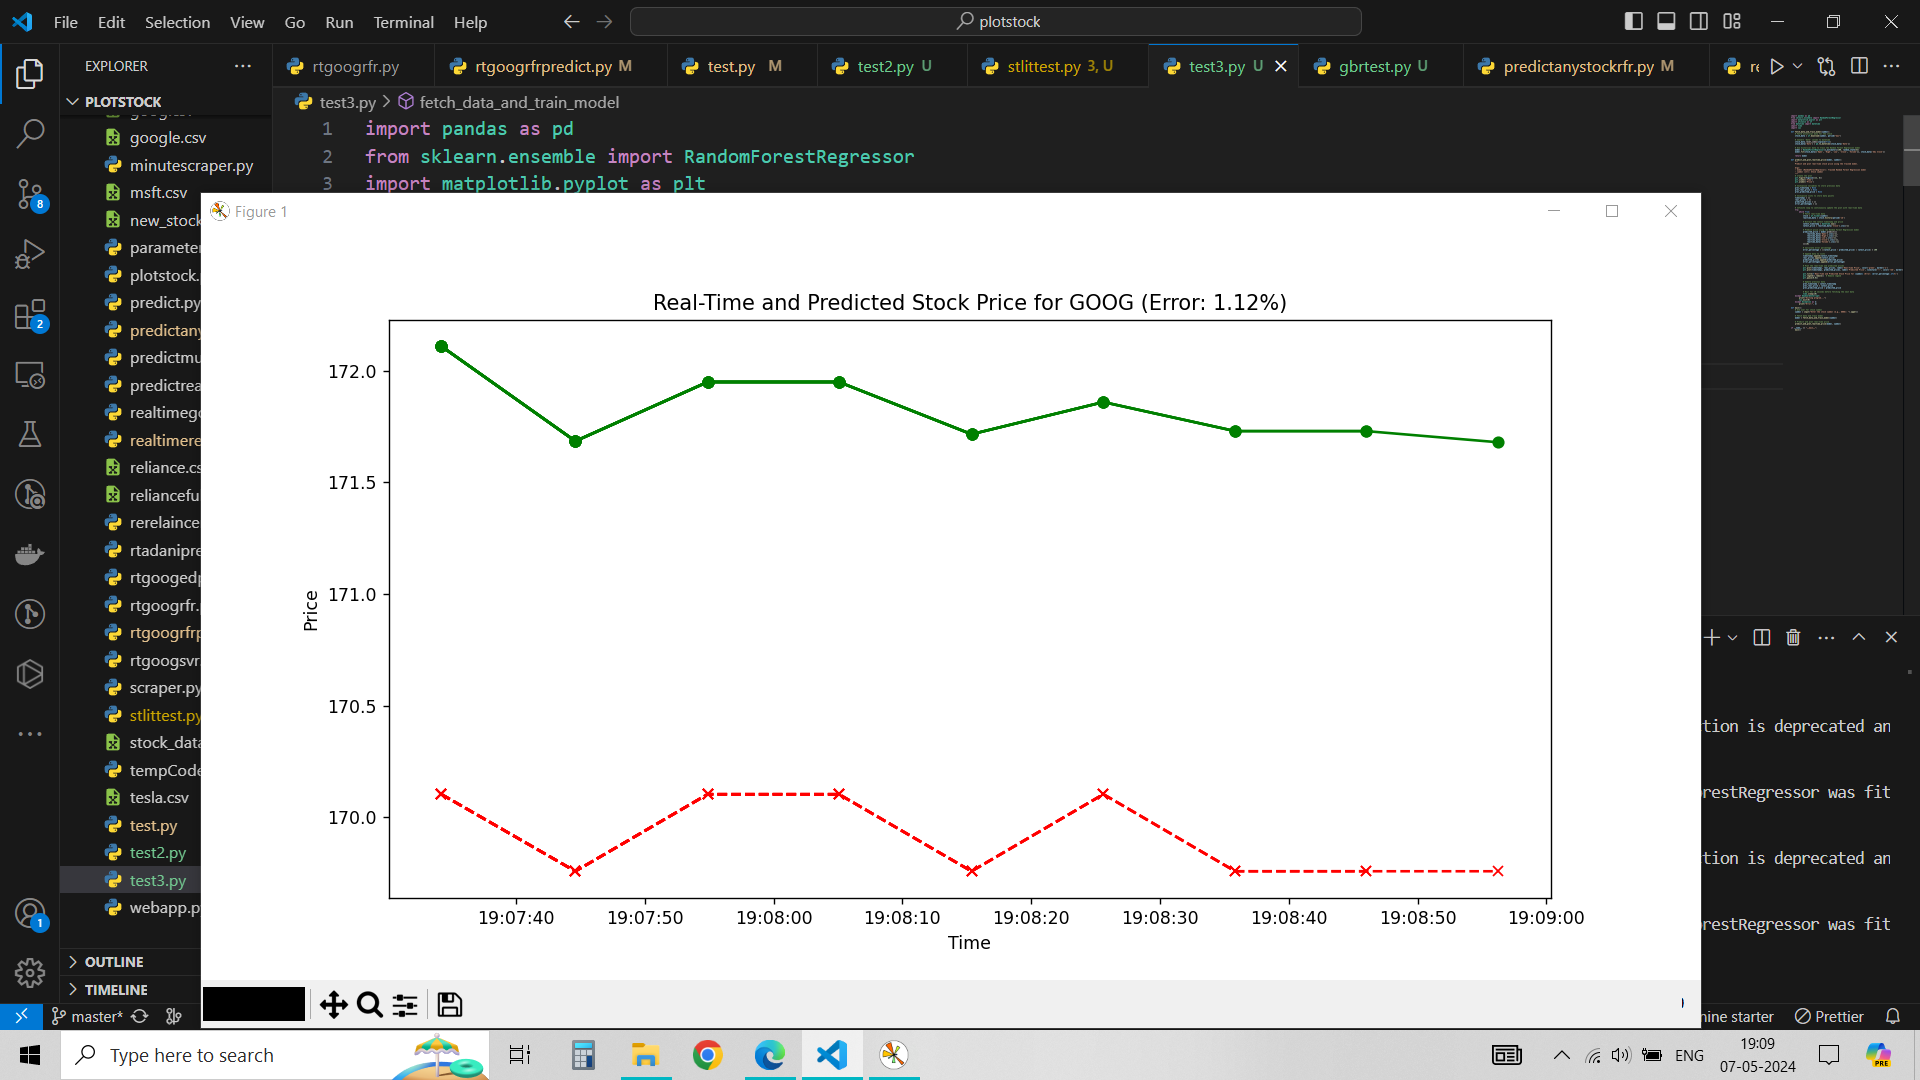 File Edit Selection View Go Run Terminal Help
plotstock
EXPLORER
rtgoogrfr.py
rtgoogrfrpredict.py M
test.py M
test2.py U
stlittest.py 3, U
test3.py U
gbrtest.py U
predictanystockrfr.py M
PLOTSTOCK
test3.py > fetch_data_and_train_model
google.csv
minutescraper.py
msft.csv
new_stock
parameter
plotstock.
predict.py
predictany
predictmu
predictrea
realtimego
realtimere
reliance.cs
reliancefu
rerelaince
rtadanipre
rtgoogedp
rtgoogrfr.
rtgoogrfrp
rtgoogsvr
scraper.py
stlittest.py
stock_data
tempCode
tesla.csv
test.py
test2.py
test3.py
webapp.p
OUTLINE
TIMELINE
8
2
1
1 import pandas as pd
2 from sklearn.ensemble import RandomForestRegressor
3 import matplotlib.pyplot as plt
Figure 1
Real-Time and Predicted Stock Price for GOOG (Error: 1.12%)
Price
172.0
171.5
171.0
170.5
170.0
19:07:40 19:07:50 19:08:00 19:08:10 19:08:20 19:08:30 19:08:40 19:08:50 19:09:00
Time
tion is deprecated an
restRegressor was fit
tion is deprecated an
restRegressor was fit
master*
nine starter
Prettier
Type here to search
ENG
19:09
07-05-2024
PRE